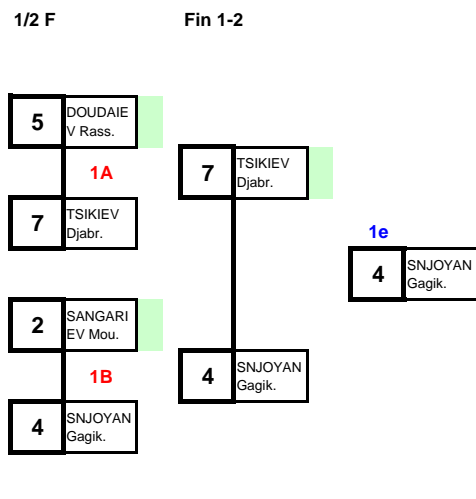 1/2 F
Fin 1-2
5
DOUDAIE
V Rass.
1A
7
TSIKIEV
Djabr.
2
SANGARI
EV Mou.
1B
4
SNJOYAN
Gagik.
7
TSIKIEV
Djabr.
4
SNJOYAN
Gagik.
1e
4
SNJOYAN
Gagik.